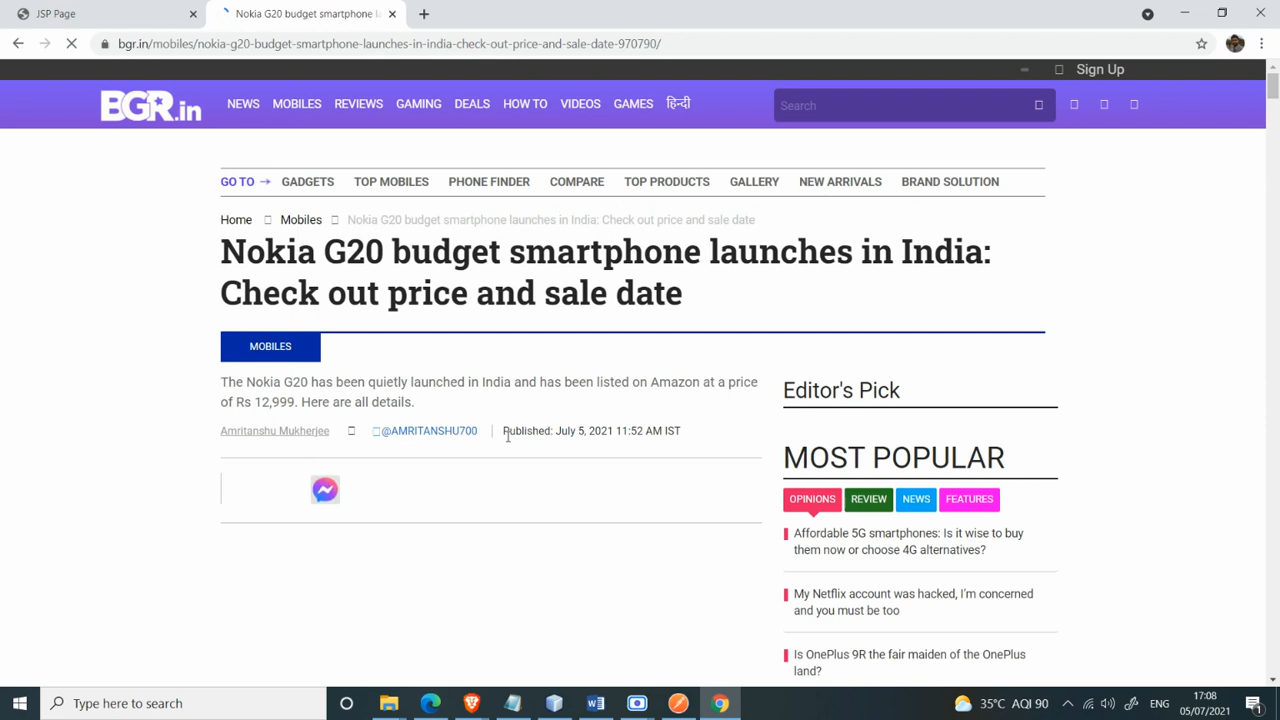 JSP Page
Nokia G20 budget smartphone la
bgr.in/mobiles/nokia-g20-budget-smartphone-launches-in-india-check-out-price-and-sale-date-970790/
Sign Up
BGR.in NEWS MOBILES REVIEWS GAMING DEALS HOW TO VIDEOS GAMES हिन्दी Search
GO TO → GADGETS TOP MOBILES PHONE FINDER COMPARE TOP PRODUCTS GALLERY NEW ARRIVALS BRAND SOLUTION
Home Mobiles Nokia G20 budget smartphone launches in India: Check out price and sale date
Nokia G20 budget smartphone launches in India:
Check out price and sale date
MOBILES
The Nokia G20 has been quietly launched in India and has been listed on Amazon at a price
of Rs 12,999. Here are all details.
Amritanshu Mukherjee @AMRITANSHU700 Published: July 5, 2021 11:52 AM IST
Editor's Pick
MOST POPULAR
OPINIONS REVIEW NEWS FEATURES
Affordable 5G smartphones: Is it wise to buy
them now or choose 4G alternatives?
My Netflix account was hacked, I'm concerned
and you must be too
Is OnePlus 9R the fair maiden of the OnePlus
land?
Type here to search
35°C AQI 90
ENG
17:08
05/07/2021
1